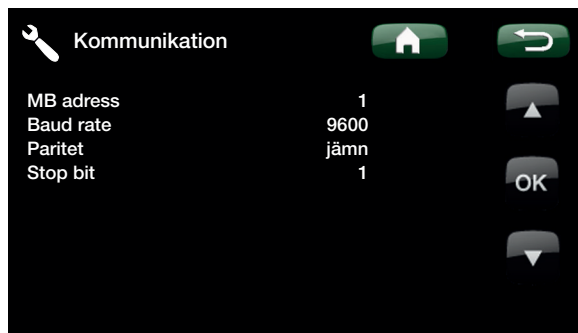 Kommunikation
MB adress 1
Baud rate 9600
Paritet jämn
Stop bit 1
OK